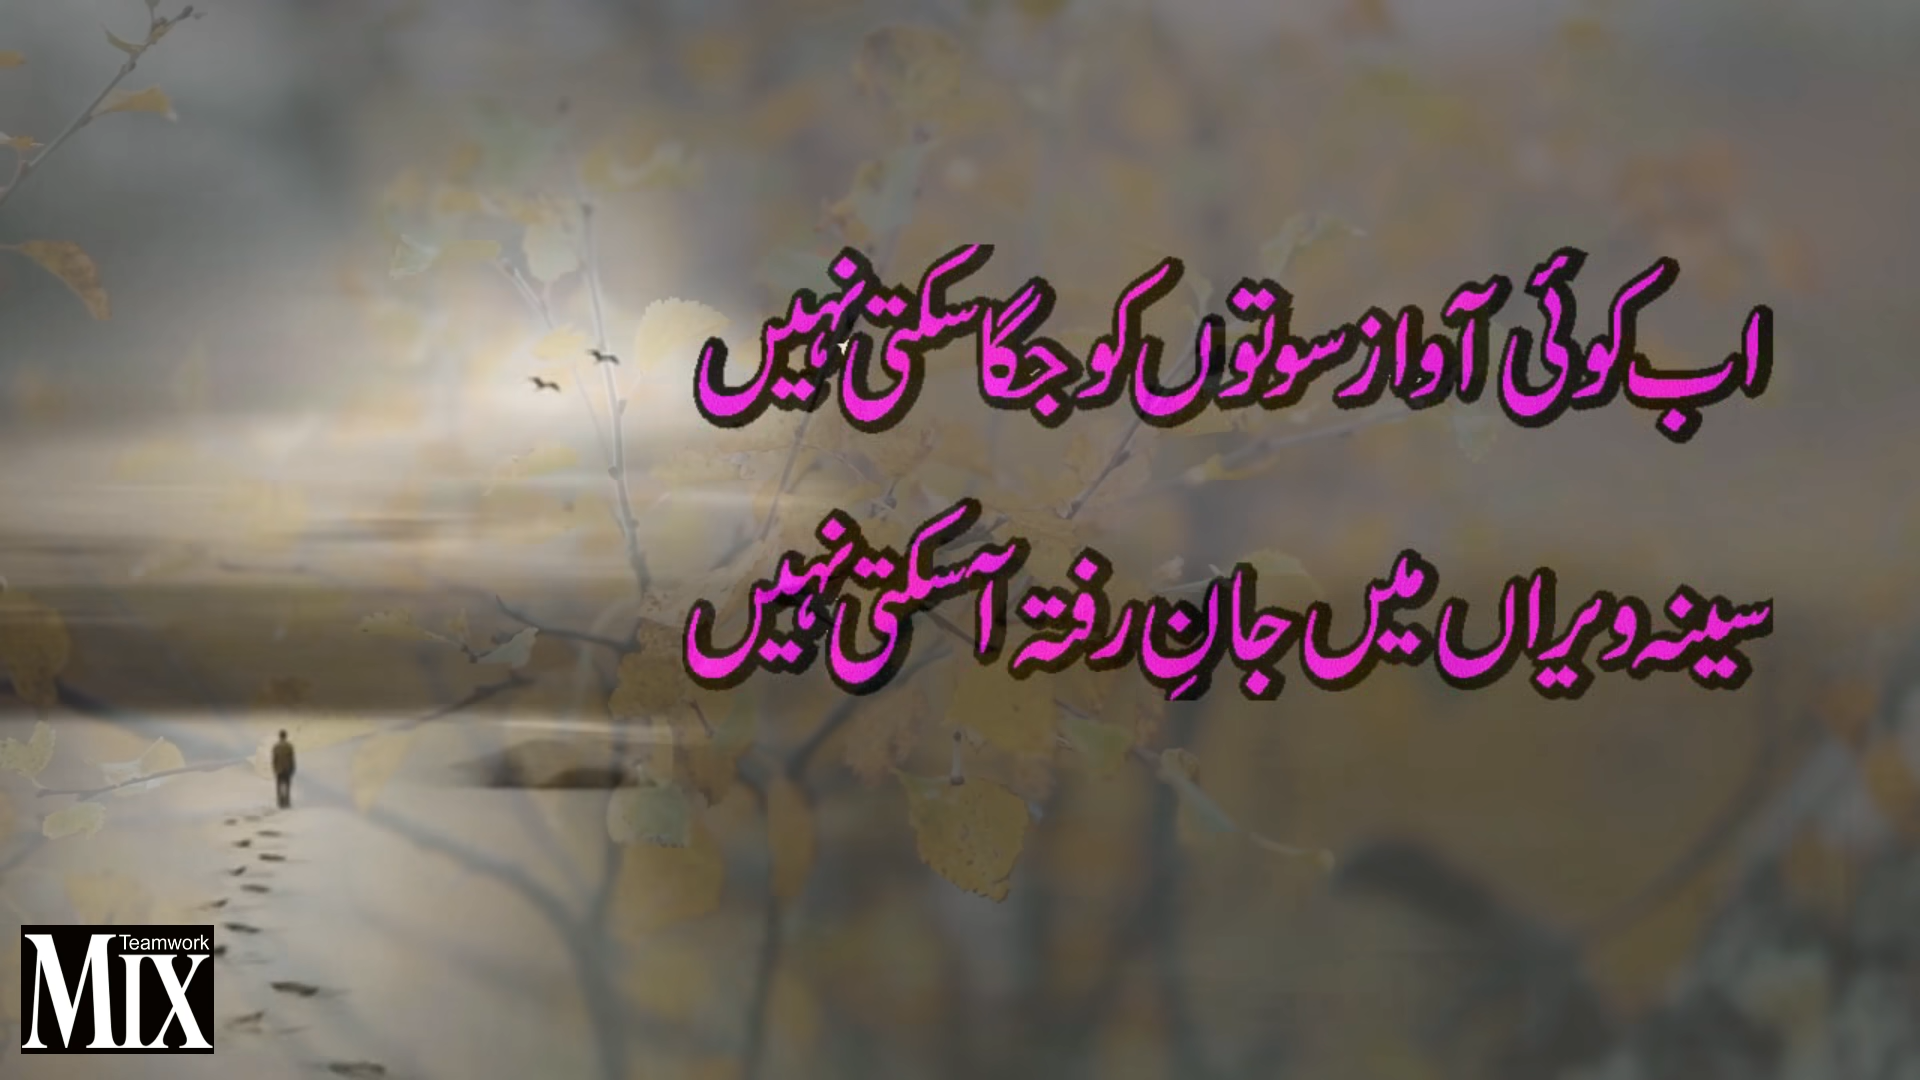 اب کوئی آواز سوتوں کو جگا سکتی نہیں
سینہ ویراں میں جانِ رفتہ آ سکتی نہیں
Teamwork
MIX